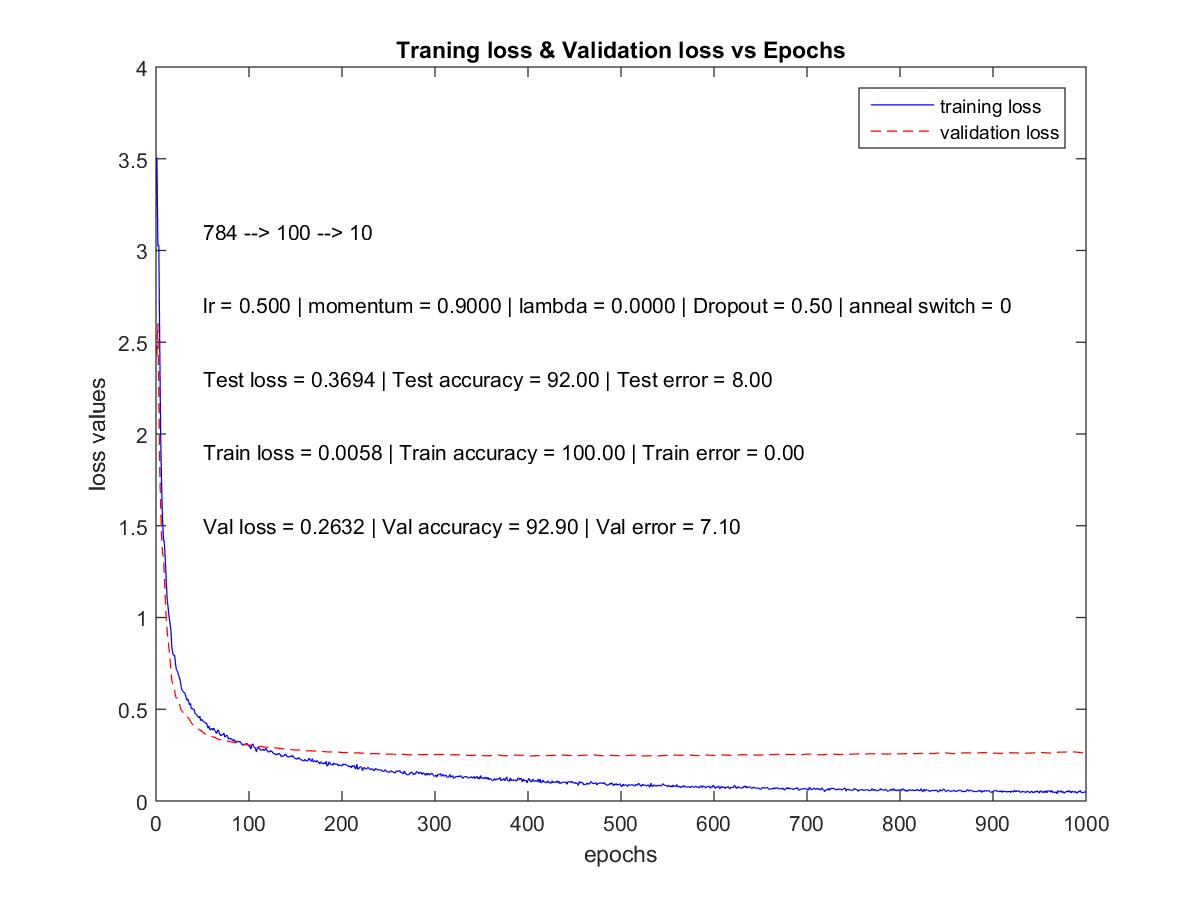 Traning loss & Validation loss vs Epochs
4
3.5
3
2.5
2
1.5
1
0.5
0
loss values
training loss
validation loss
784 --> 100 --> 10
lr = 0.500 | momentum = 0.9000 | lambda = 0.0000 | Dropout = 0.50 | anneal switch = 0
Test loss = 0.3694 | Test accuracy = 92.00 | Test error = 8.00
Train loss = 0.0058 | Train accuracy = 100.00 | Train error = 0.00
Val loss = 0.2632 | Val accuracy = 92.90 | Val error = 7.10
0 100 200 300 400 500 600 700 800 900 1000
epochs